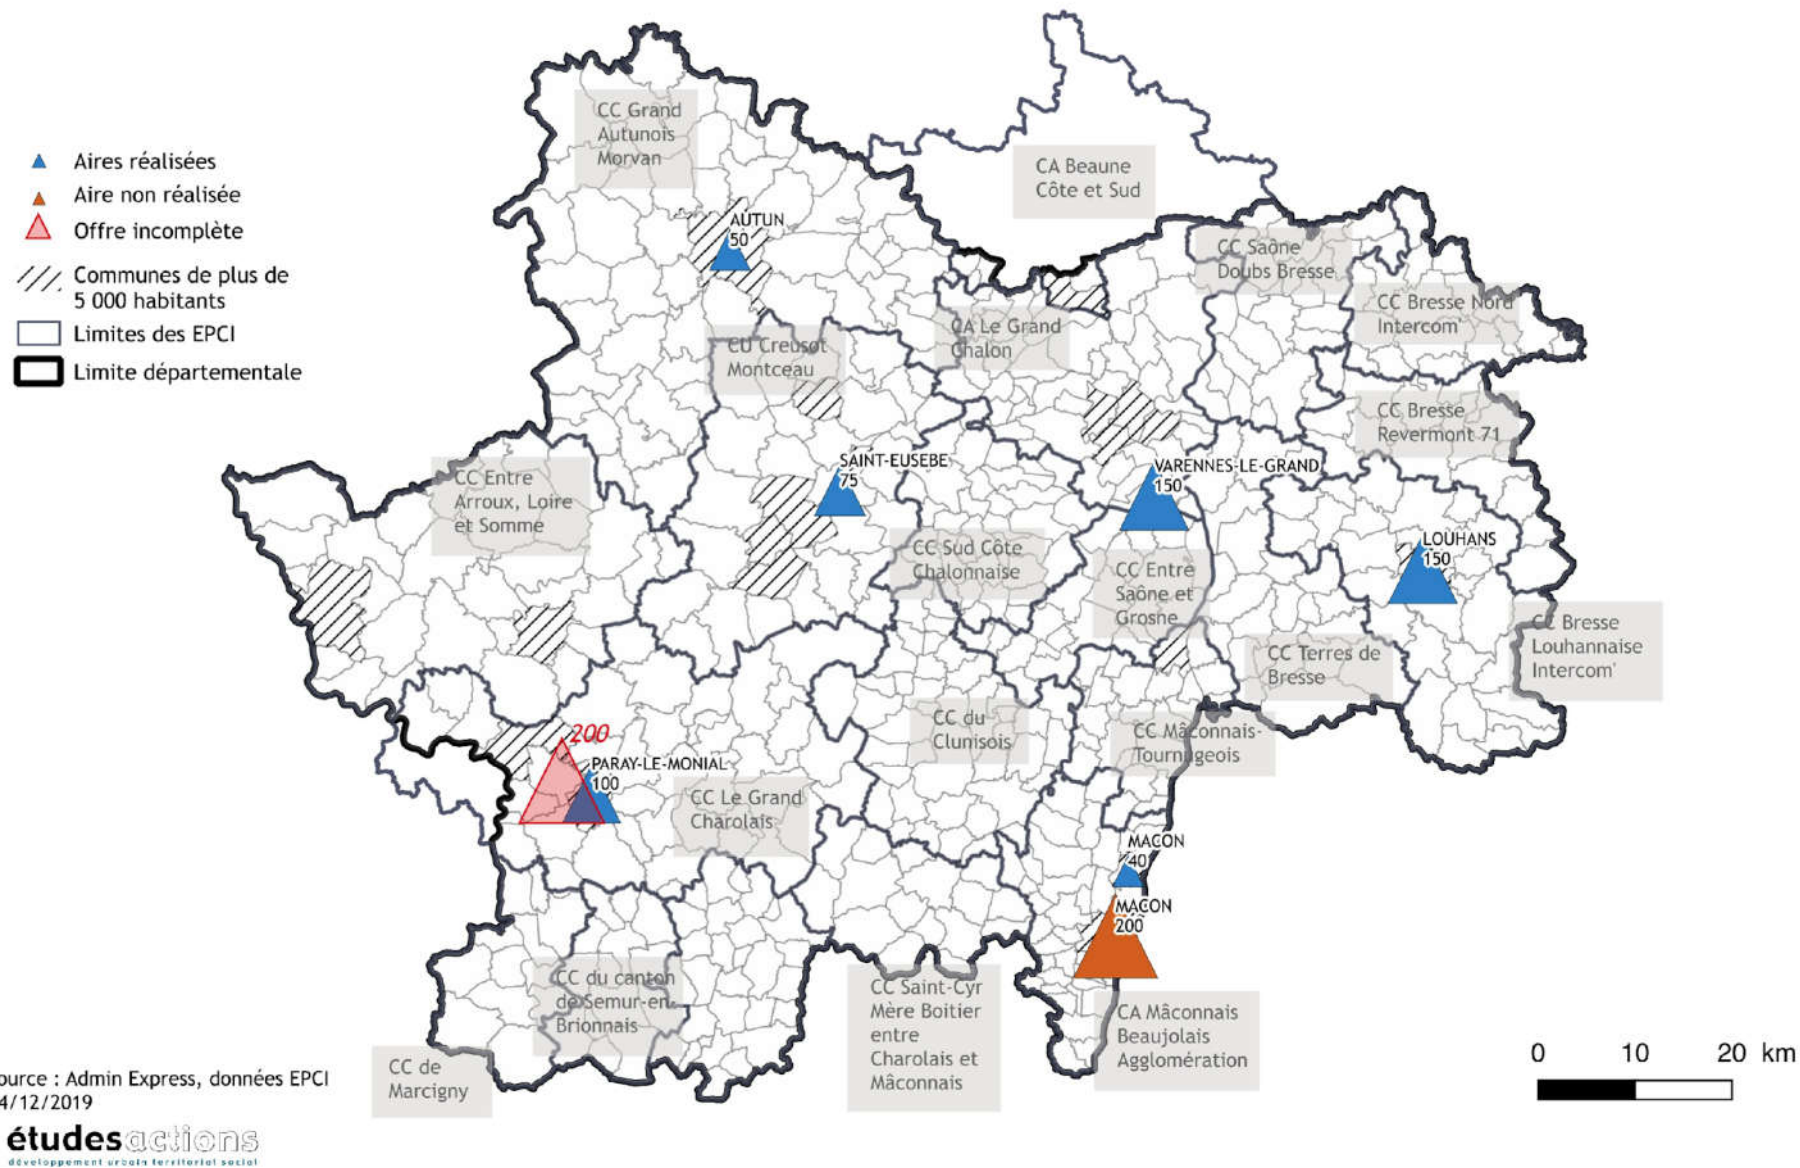 Aires réalisées
Aire non réalisée
Offre incomplète
Communes de plus de
5 000 habitants
Limites des EPCI
Limite départementale
CC Grand
Autunois
Morvan
CA Beaune
Côte et Sud
AUTUN
50
CC Saône
Doubs Bresse
CC Bresse Nord
Intercom'
CU Creusot
Montceau
CA Le Grand
Chalon
CC Bresse
Revermont 71
CC Entre
Arroux, Loire
et Somme
SAINT-EUSEBE
75
VARENNES-LE-GRAND
150
CC Sud Côte
Chalonnaise
CC Entre
Saône et
Grosne
LOUHANS
150
CC Bresse
Louhannaise
Intercom'
CC Terres de
Bresse
200
PARAY-LE-MONIAL
100
CC Le Grand
Charolais
CC du
Clunisois
CC Mâconnais-
Tournugeois
MACON
40
MACON
200
CC du canton
de Semur-en-
Brionnais
CC de
Marcigny
CC Saint-Cyr
Mère Boitier
entre
Charolais et
Mâconnais
CA Mâconnais
Beaujolais
Agglomération
0 10 20 km
ource : Admin Express, données EPCI
4/12/2019
étudesactions
développement urbain territorial social